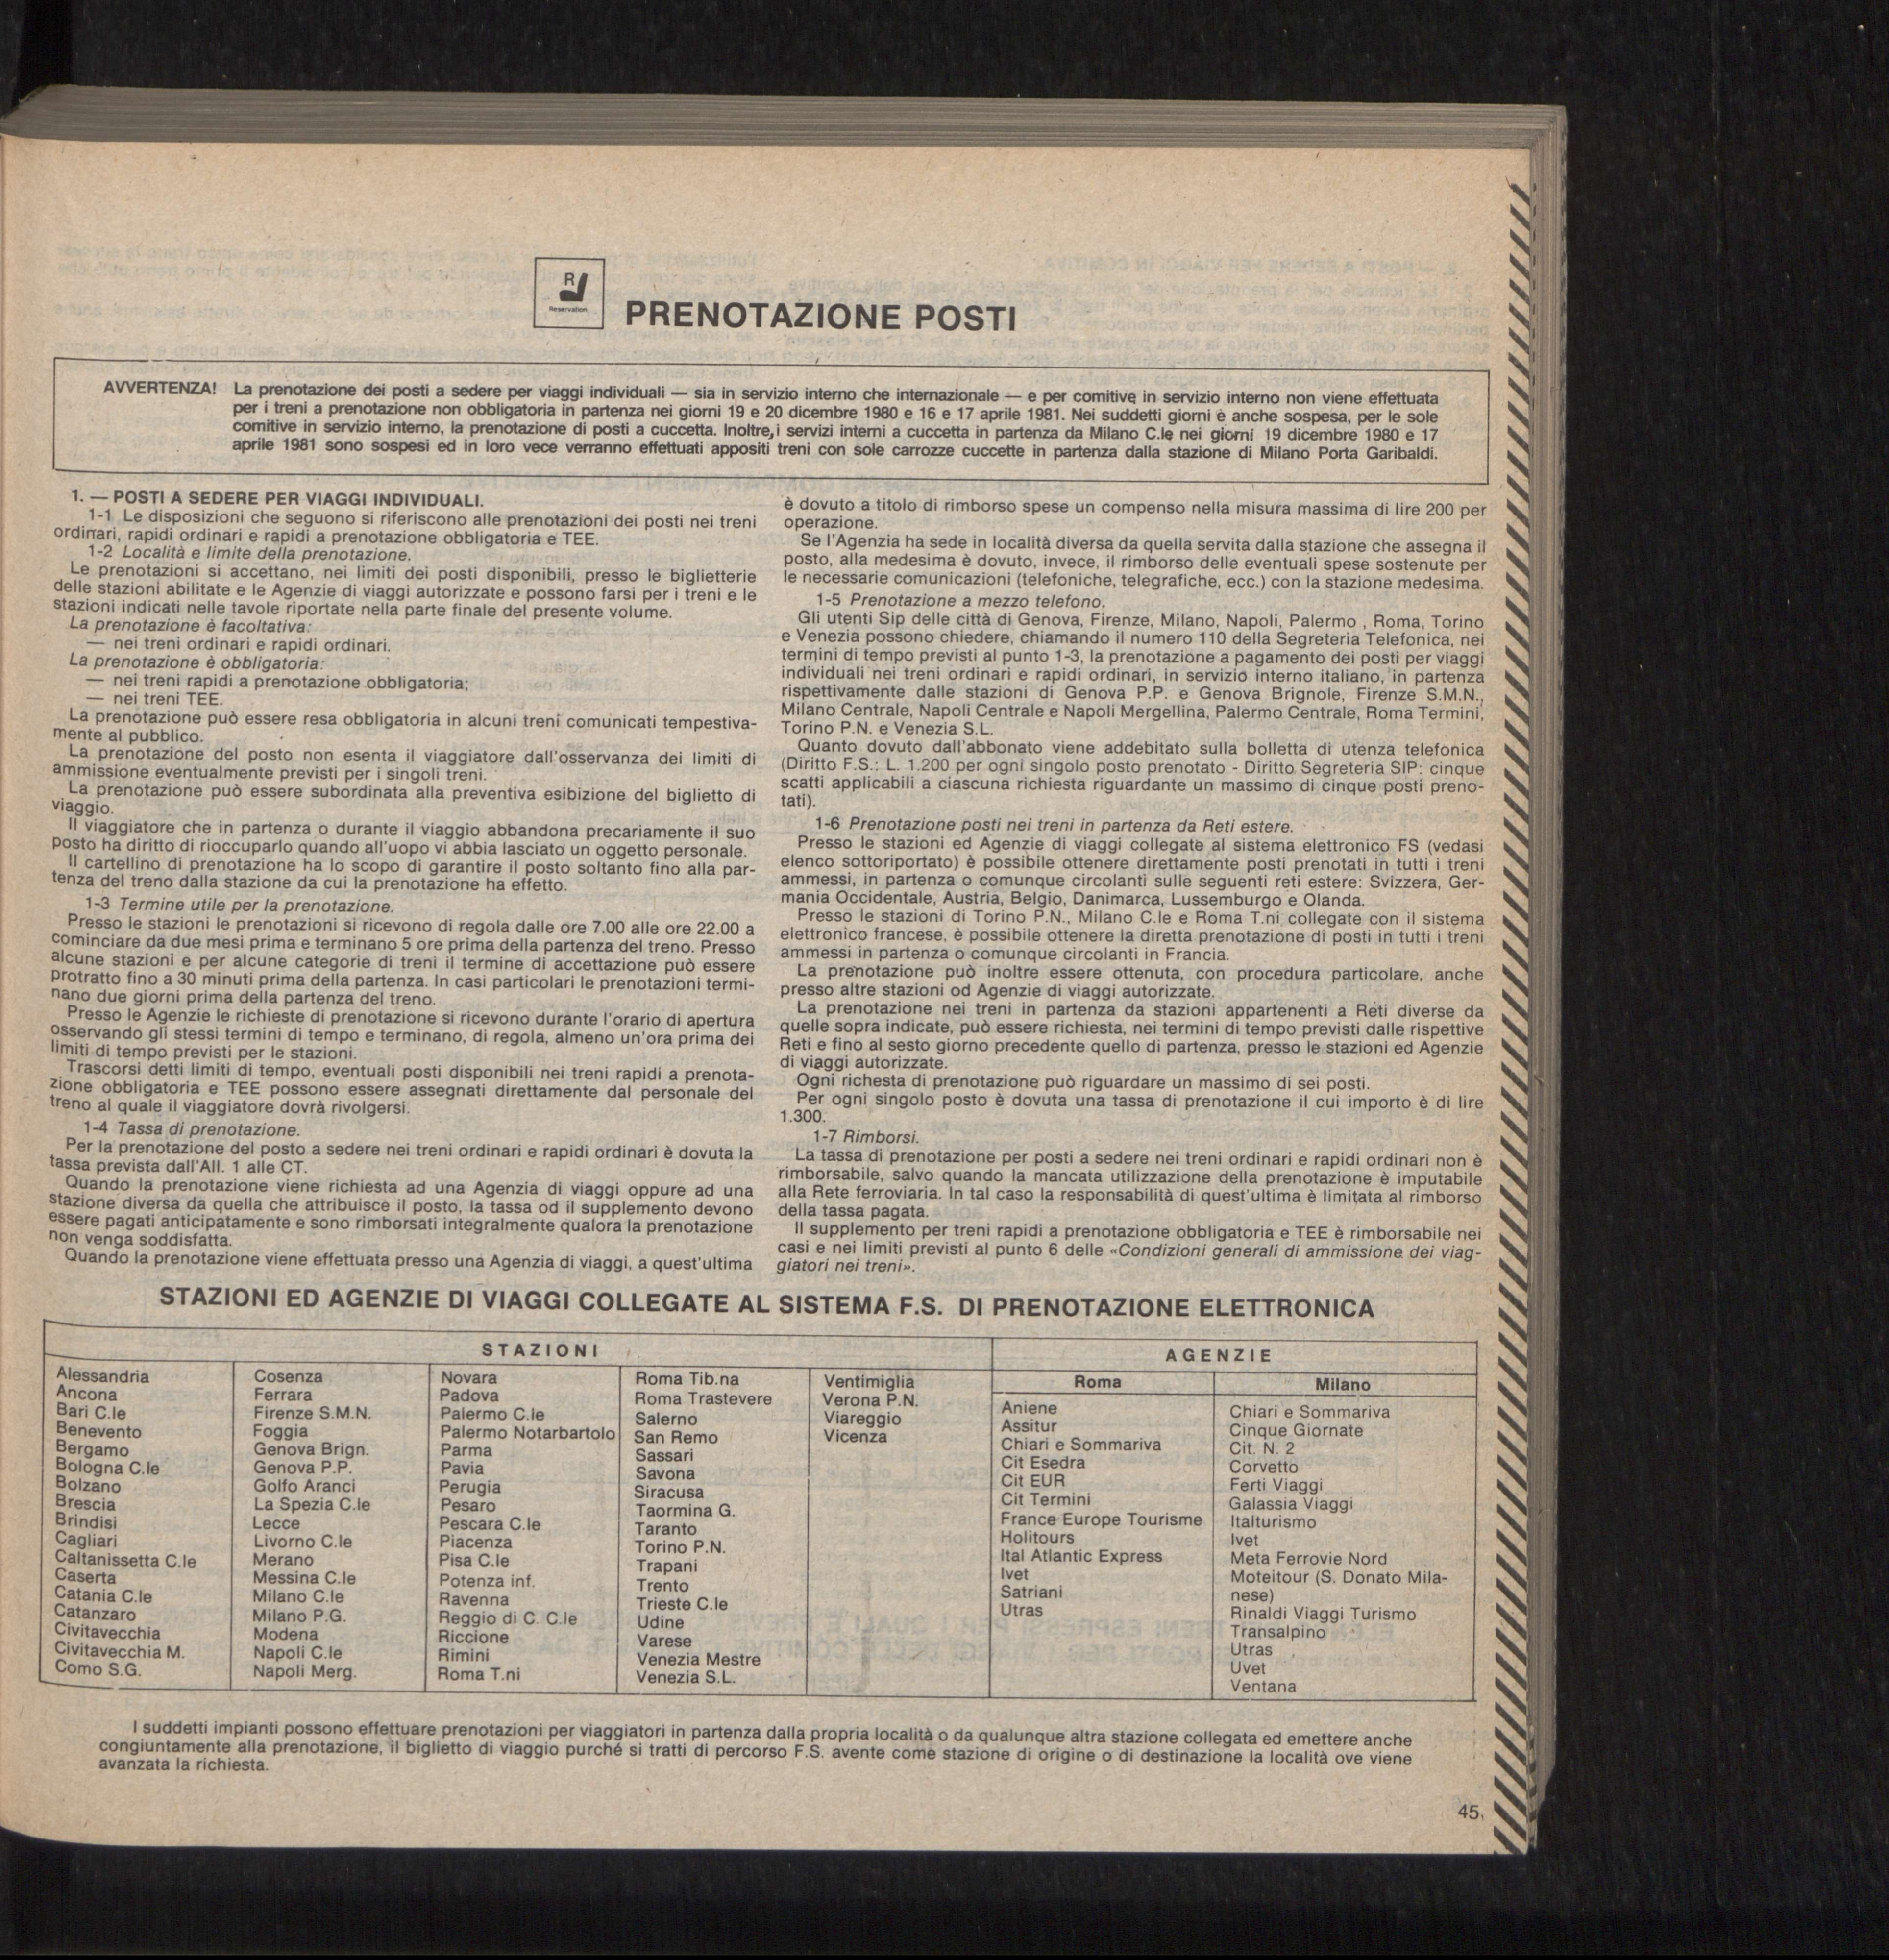 R
Reservation
PRENOTAZIONE POSTI
AVVERTENZA! La prenotazione dei posti a sedere per viaggi individuali — sia in servizio interno che internazionale — e per comitive in servizio interno non viene effettuata
per i treni a prenotazione non obbligatoria in partenza nei giorni 19 e 20 dicembre 1980 e 16 e 17 aprile 1981. Nei suddetti giorni è anche sospesa, per le sole
comitive in servizio interno, la prenotazione di posti a cuccetta. Inoltre, i servizi interni a cuccetta in partenza da Milano C.le nei giorni 19 dicembre 1980 e 17
aprile 1981 sono sospesi ed in loro vece verranno effettuati appositi treni con sole carrozze cuccette in partenza dalla stazione di Milano Porta Garibaldi.
1. — POSTI A SEDERE PER VIAGGI INDIVIDUALI.
1-1 Le disposizioni che seguono si riferiscono alle prenotazioni dei posti nei treni
ordinari, rapidi ordinari e rapidi a prenotazione obbligatoria e TEE.
1-2 Località e limite della prenotazione.
Le prenotazioni si accettano, nei limiti dei posti disponibili, presso le biglietterie
delle stazioni abilitate e le Agenzie di viaggi autorizzate e possono farsi per i treni e le
stazioni indicati nelle tavole riportate nella parte finale del presente volume.
La prenotazione è facoltativa:
— nei treni ordinari e rapidi ordinari.
La prenotazione è obbligatoria:
— nei treni rapidi a prenotazione obbligatoria;
— nei treni TEE.
La prenotazione può essere resa obbligatoria in alcuni treni comunicati tempestiva-
mente al pubblico.
La prenotazione del posto non esenta il viaggiatore dall'osservanza dei limiti di
ammissione eventualmente previsti per i singoli treni.
La prenotazione può essere subordinata alla preventiva esibizione del biglietto di
viaggio.
Il viaggiatore che in partenza o durante il viaggio abbandona precariamente il suo
posto ha diritto di rioccuparlo quando all'uopo vi abbia lasciato un oggetto personale.
Il cartellino di prenotazione ha lo scopo di garantire il posto soltanto fino alla par-
tenza del treno dalla stazione da cui la prenotazione ha effetto.
1-3 Termine utile per la prenotazione.
Presso le stazioni le prenotazioni si ricevono di regola dalle ore 7.00 alle ore 22.00 a
cominciare da due mesi prima e terminano 5 ore prima della partenza del treno. Presso
alcune stazioni e per alcune categorie di treni il termine di accettazione può essere
protratto fino a 30 minuti prima della partenza. In casi particolari le prenotazioni termi-
nano due giorni prima della partenza del treno.
Presso le Agenzie le richieste di prenotazione si ricevono durante l'orario di apertura
osservando gli stessi termini di tempo e terminano, di regola, almeno un'ora prima dei
limiti di tempo previsti per le stazioni.
Trascorsi detti limiti di tempo, eventuali posti disponibili nei treni rapidi a prenota-
zione obbligatoria e TEE possono essere assegnati direttamente dal personale del
treno al quale il viaggiatore dovrà rivolgersi.
1-4 Tassa di prenotazione.
Per la prenotazione del posto a sedere nei treni ordinari e rapidi ordinari è dovuta la
tassa prevista dall'All. 1 alle CT.
Quando la prenotazione viene richiesta ad una Agenzia di viaggi oppure ad una
stazione diversa da quella che attribuisce il posto, la tassa od il supplemento devono
essere pagati anticipatamente e sono rimborsati integralmente qualora la prenotazione
non venga soddisfatta.
Quando la prenotazione viene effettuata presso una Agenzia di viaggi, a quest'ultima
è dovuto a titolo di rimborso spese un compenso nella misura massima di lire 200 per
operazione.
Se l'Agenzia ha sede in località diversa da quella servita dalla stazione che assegna il
posto, alla medesima è dovuto, invece, il rimborso delle eventuali spese sostenute per
le necessarie comunicazioni (telefoniche, telegrafiche, ecc.) con la stazione medesima.
1-5 Prenotazione a mezzo telefono.
Gli utenti Sip delle città di Genova, Firenze, Milano, Napoli, Palermo , Roma, Torino
e Venezia possono chiedere, chiamando il numero 110 della Segreteria Telefonica, nei
termini di tempo previsti al punto 1-3, la prenotazione a pagamento dei posti per viaggi
individuali nei treni ordinari e rapidi ordinari, in servizio interno italiano, in partenza
rispettivamente dalle stazioni di Genova P.P. e Genova Brignole, Firenze S.M.N.,
Milano Centrale, Napoli Centrale e Napoli Mergellina, Palermo Centrale, Roma Termini,
Torino P.N. e Venezia S.L.
Quanto dovuto dall'abbonato viene addebitato sulla bolletta di utenza telefonica
(Diritto F.S.: L. 1.200 per ogni singolo posto prenotato - Diritto Segreteria SIP: cinque
scatti applicabili a ciascuna richiesta riguardante un massimo di cinque posti preno-
tati).
1-6 Prenotazione posti nei treni in partenza da Reti estere.
Presso le stazioni ed Agenzie di viaggi collegate al sistema elettronico FS (vedasi
elenco sottoriportato) è possibile ottenere direttamente posti prenotati in tutti i treni
ammessi, in partenza o comunque circolanti sulle seguenti reti estere: Svizzera, Ger-
mania Occidentale, Austria, Belgio, Danimarca, Lussemburgo e Olanda.
Presso le stazioni di Torino P.N., Milano C.le e Roma T.ni collegate con il sistema
elettronico francese, è possibile ottenere la diretta prenotazione di posti in tutti i treni
ammessi in partenza o comunque circolanti in Francia.
La prenotazione può inoltre essere ottenuta, con procedura particolare, anche
presso altre stazioni od Agenzie di viaggi autorizzate.
La prenotazione nei treni in partenza da stazioni appartenenti a Reti diverse da
quelle sopra indicate, può essere richiesta, nei termini di tempo previsti dalle rispettive
Reti e fino al sesto giorno precedente quello di partenza, presso le stazioni ed Agenzie
di viaggi autorizzate.
Ogni richesta di prenotazione può riguardare un massimo di sei posti.
Per ogni singolo posto è dovuta una tassa di prenotazione il cui importo è di lire
1.300.
1-7 Rimborsi.
La tassa di prenotazione per posti a sedere nei treni ordinari e rapidi ordinari non è
rimborsabile, salvo quando la mancata utilizzazione della prenotazione è imputabile
alla Rete ferroviaria. In tal caso la responsabilità di quest'ultima è limitata al rimborso
della tassa pagata.
Il supplemento per treni rapidi a prenotazione obbligatoria e TEE è rimborsabile nei
casi e nei limiti previsti al punto 6 delle «Condizioni generali di ammissione dei viag-
giatori nei treni».
STAZIONI ED AGENZIE DI VIAGGI COLLEGATE AL SISTEMA F.S. DI PRENOTAZIONE ELETTRONICA
STAZIONI
Alessandria
Ancona
Bari C.le
Benevento
Bergamo
Bologna C.le
Bolzano
Brescia
Brindisi
Cagliari
Caltanissetta C.le
Caserta
Catania C.le
Catanzaro
Civitavecchia
Civitavecchia M.
Como S.G.
Cosenza
Ferrara
Firenze S.M.N.
Foggia
Genova Brign.
Genova P.P.
Golfo Aranci
La Spezia C.le
Lecce
Livorno C.le
Merano
Messina C.le
Milano C.le
Milano P.G.
Modena
Napoli C.le
Napoli Merg.
Novara
Padova
Palermo C.le
Palermo Notarbartolo
Parma
Pavia
Perugia
Pesaro
Pescara C.le
Piacenza
Pisa C.le
Potenza inf.
Ravenna
Reggio di C. C.le
Riccione
Rimini
Roma T.ni
Roma Tib.na
Roma Trastevere
Salerno
San Remo
Sassari
Savona
Siracusa
Taormina G.
Taranto
Torino P.N.
Trapani
Trento
Trieste C.le
Udine
Varese
Venezia Mestre
Venezia S.L.
Ventimiglia
Verona P.N.
Viareggio
Vicenza
AGENZIE
Roma
Aniene
Assitur
Chiari e Sommariva
Cit Esedra
Cit EUR
Cit Termini
France Europe Tourisme
Holitours
Ital Atlantic Express
Ivet
Satriani
Utras
Milano
Chiari e Sommariva
Cinque Giornate
Cit. N. 2
Corvetto
Ferti Viaggi
Galassia Viaggi
Italturismo
Ivet
Meta Ferrovie Nord
Moteitour (S. Donato Mila-
nese)
Rinaldi Viaggi Turismo
Transalpino
Utras
Uvet
Ventana
I suddetti impianti possono effettuare prenotazioni per viaggiatori in partenza dalla propria località o da qualunque altra stazione collegata ed emettere anche
congiuntamente alla prenotazione, il biglietto di viaggio purché si tratti di percorso F.S. avente come stazione di origine o di destinazione la località ove viene
avanzata la richiesta.
45